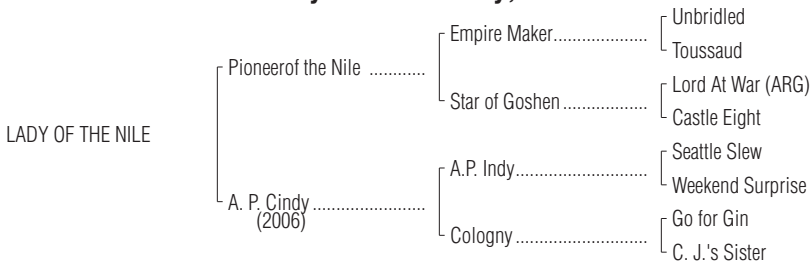 Unbridled
Empire Maker....................
Toussaud
Pioneerof the Nile ............
Lord At War (ARG)
Star of Goshen..................
Castle Eight
LADY OF THE NILE
Seattle Slew
A.P. Indy............................
Weekend Surprise
A. P. Cindy ........................
(2006)
Go for Gin
Cologny ............................
C. J.'s Sister